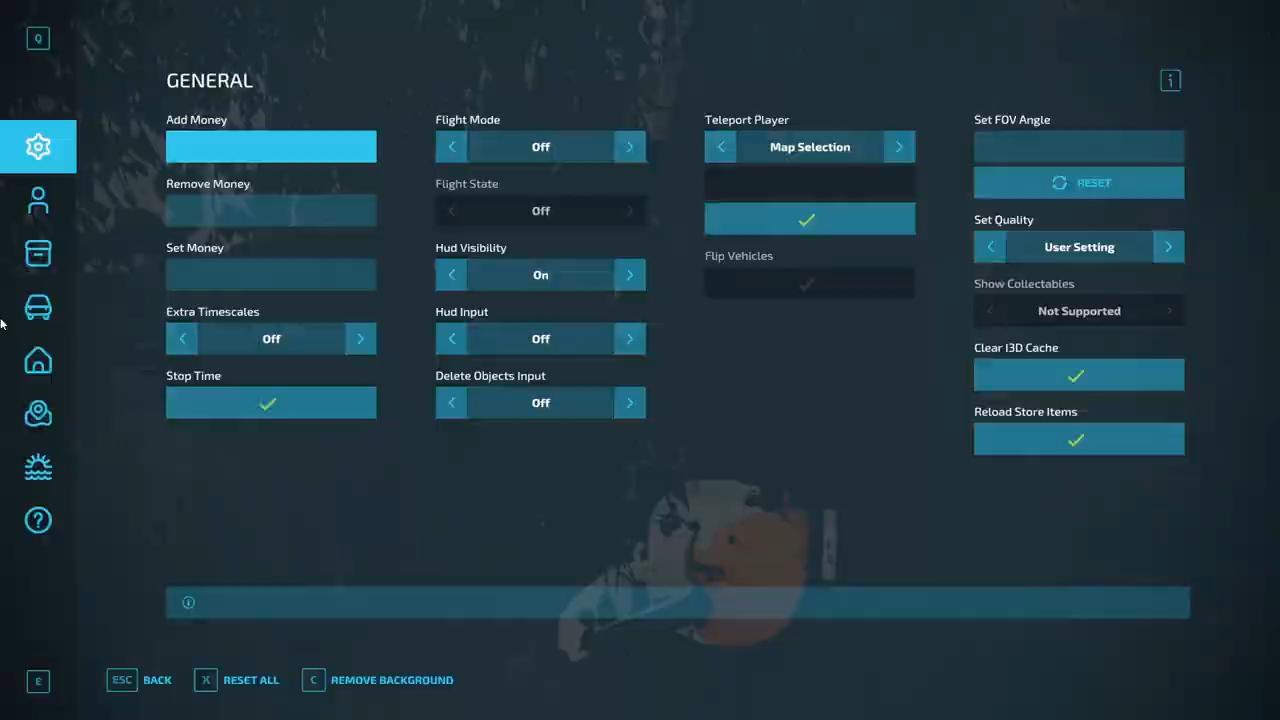 Q
GENERAL
i
Add Money
Remove Money
Set Money
Extra Timescales
Off
Stop Time
Flight Mode
Off
Flight State
Off
Hud Visibility
On
Hud Input
Off
Delete Objects Input
Off
Teleport Player
Map Selection
Flip Vehicles
Set FOV Angle
RESET
Set Quality
User Setting
Show Collectables
Not Supported
Clear I3D Cache
Reload Store Items
E
ESC BACK X RESET ALL C REMOVE BACKGROUND